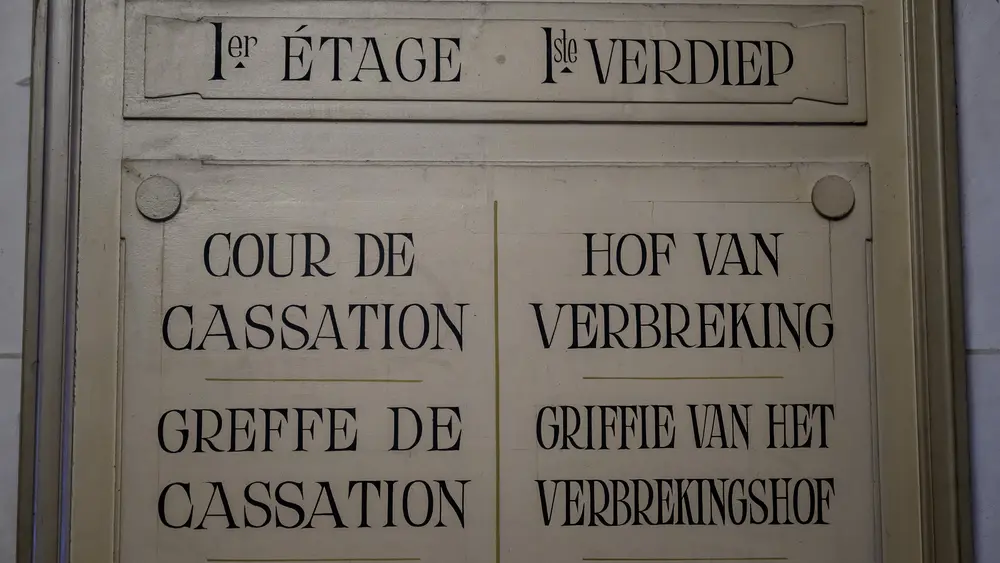 1er ÉTAGE 1ste VERDIEP
COUR DE
CASSATION
HOF VAN
VERBREKING
GREFFE DE
CASSATION
GRIFFIE VAN HET
VERBREKINGSHOF